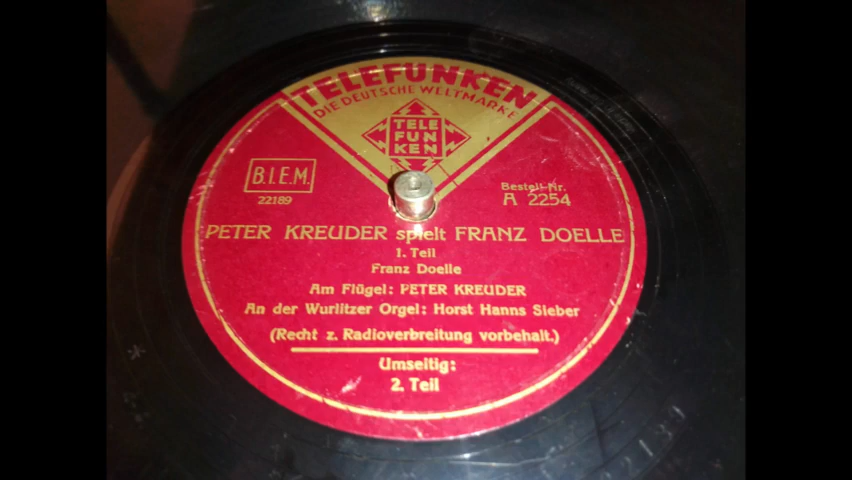 TELEFUNKEN
DIE DEUTSCHE WELTMARKE
TELE
FUN
KEN
B.I.E.M.
22189
Bestell-Nr.
A 2254
PETER KREUDER spielt FRANZ DOELLE
1. Teil
Franz Doelle
Am Flügel: PETER KREUDER
An der Wurlitzer Orgel: Horst Hanns Sieber
(Recht z. Radioverbreitung vorbehalt.)
Umseitig:
2. Teil
22189